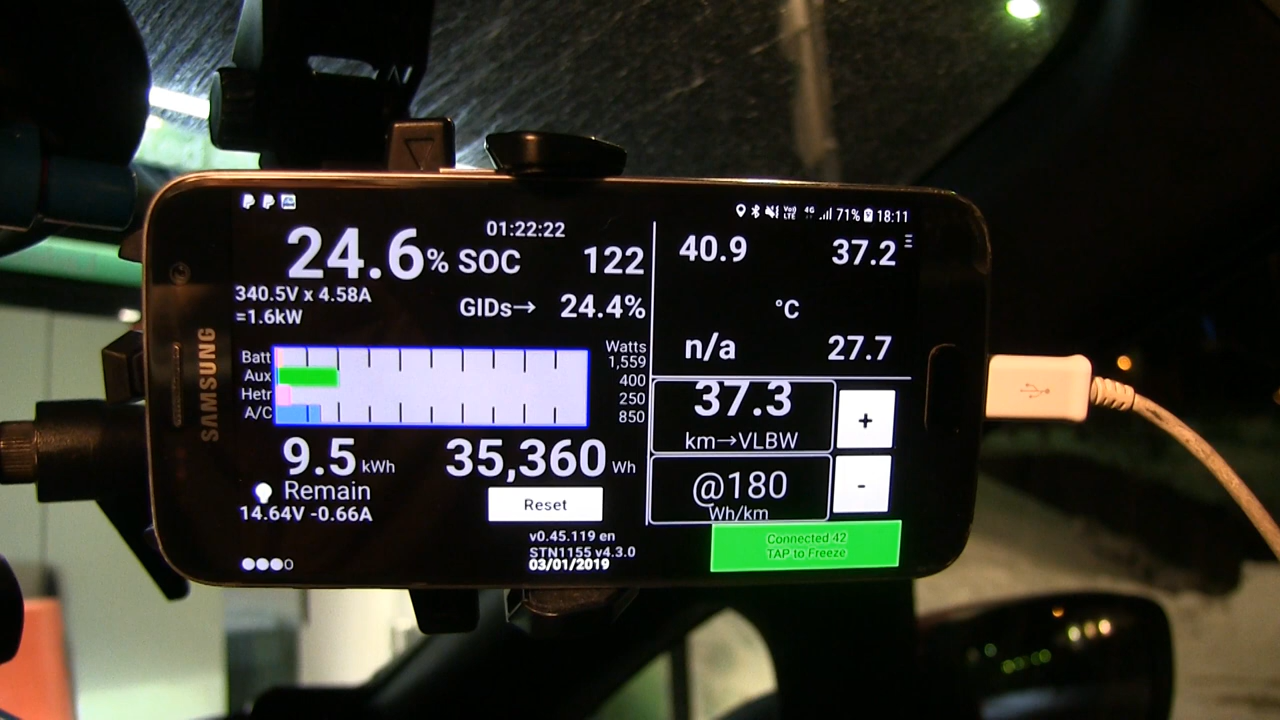 SAMSUNG
VoD LTE 4G 71% 18:11
01:22:22
24.6% SOC 122
340.5V x 4.58A
=1.6kW
GIDs→ 24.4%
Watts
Batt 1,559
Aux 400
Hetr 250
A/C 850
9.5 kWh 35,360 Wh
Remain
14.64V -0.66A
Reset
v0.45.119 en
STN1155 v4.3.0
03/01/2019
40.9 37.2
°C
n/a 27.7
37.3
km→VLBW
+
@180
Wh/km
-
Connected 42
TAP to Freeze